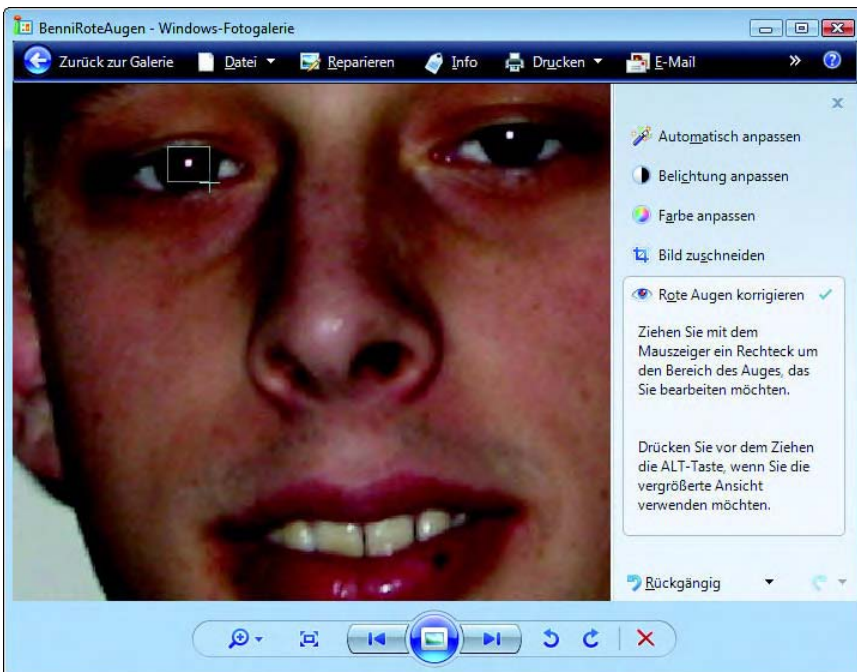 BenniRoteAugen - Windows-Fotogalerie
Zurück zur Galerie Datei Reparieren Info Drucken E-Mail » ?
Automatisch anpassen
Belichtung anpassen
Farbe anpassen
Bild zuschneiden
Rote Augen korrigieren
Ziehen Sie mit dem
Mauszeiger ein Rechteck um
den Bereich des Auges, das
Sie bearbeiten möchten.
Drücken Sie vor dem Ziehen
die ALT-Taste, wenn Sie die
vergrößerte Ansicht
verwenden möchten.
Rückgängig